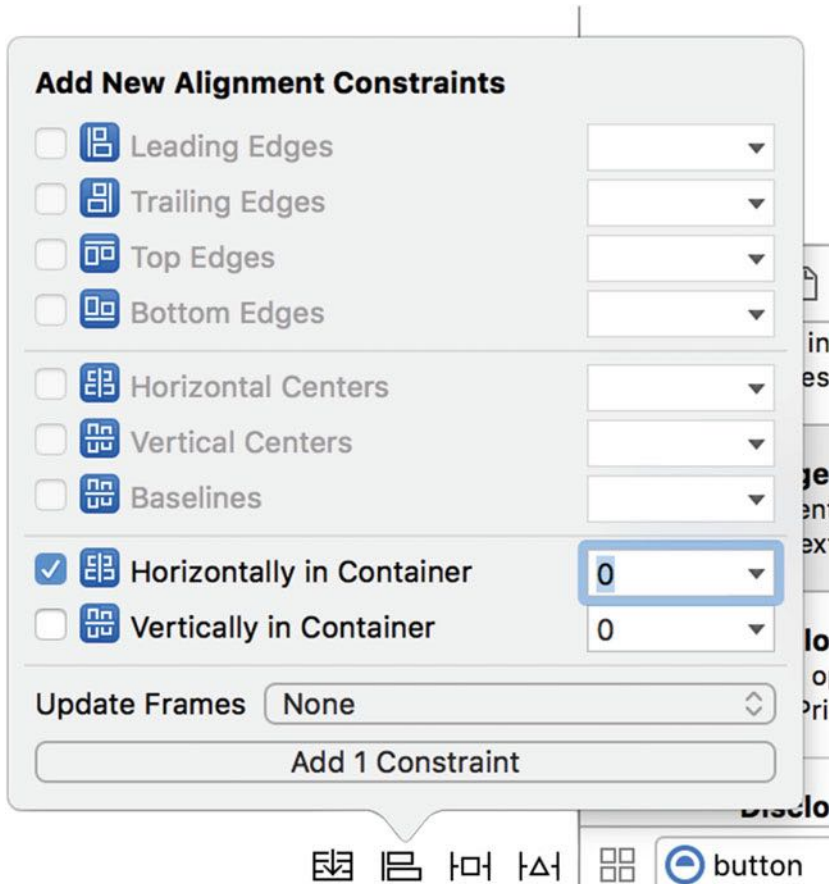 Add New Alignment Constraints
Leading Edges
Trailing Edges
Top Edges
Bottom Edges
Horizontal Centers
Vertical Centers
Baselines
Horizontally in Container 0
Vertically in Container 0
Update Frames None
Add 1 Constraint
button